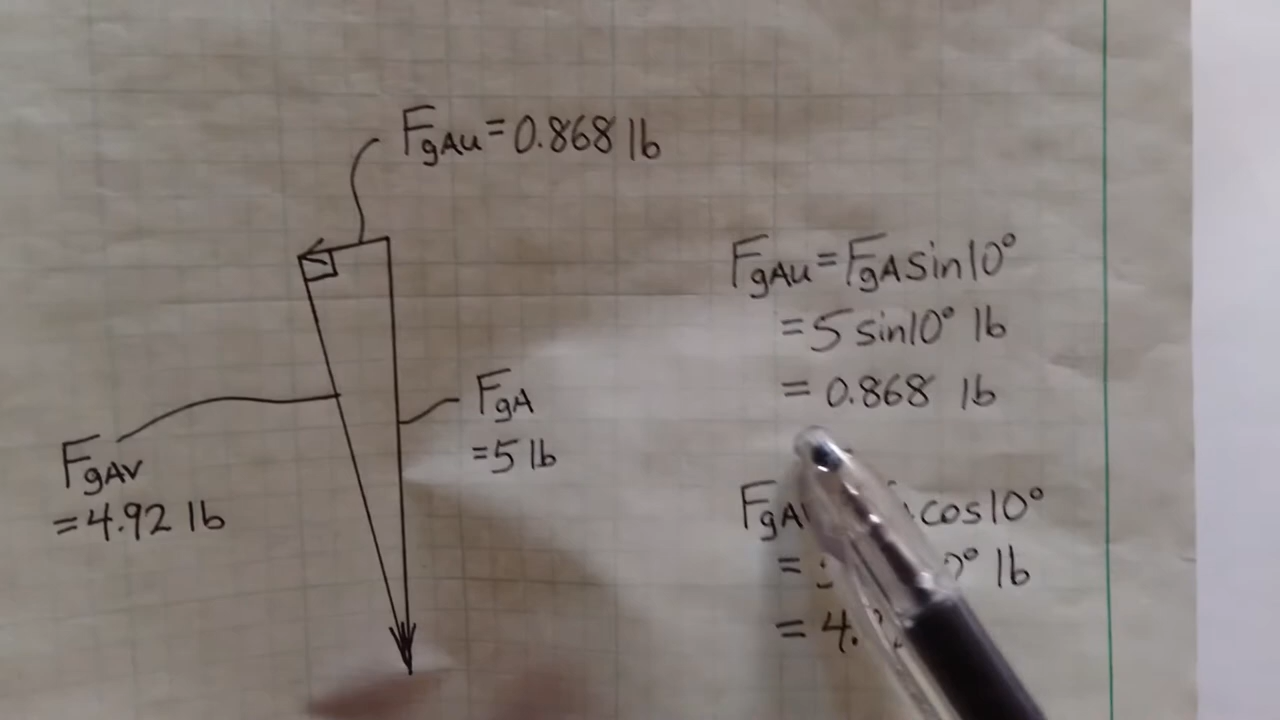 FgAu = 0.868 lb
FgAv
= 4.92 lb
FgA
= 5 lb
FgAu = FgA sin10°
= 5 sin10° lb
= 0.868 lb
FgA cos10°
= ° lb
= 4.